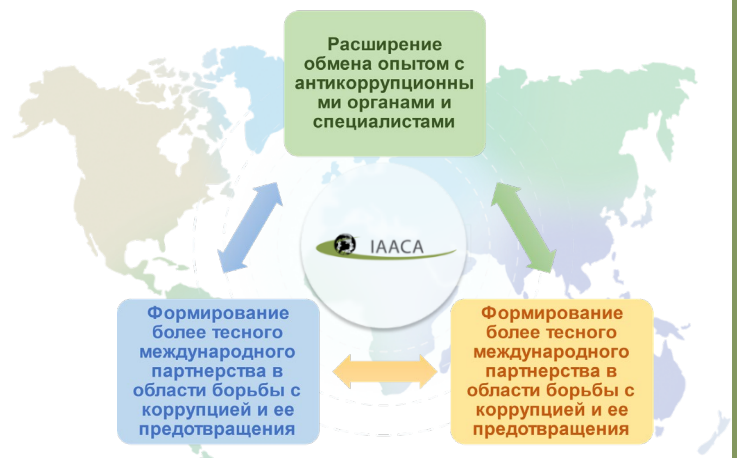 Расширение
обмена опытом с
антикоррупционны
ми органами и
специалистами
IAACA
Формирование
более тесного
международного
партнерства в
области борьбы с
коррупцией и ее
предотвращения
Формирование
более тесного
международного
партнерства в
области борьбы с
коррупцией и ее
предотвращения